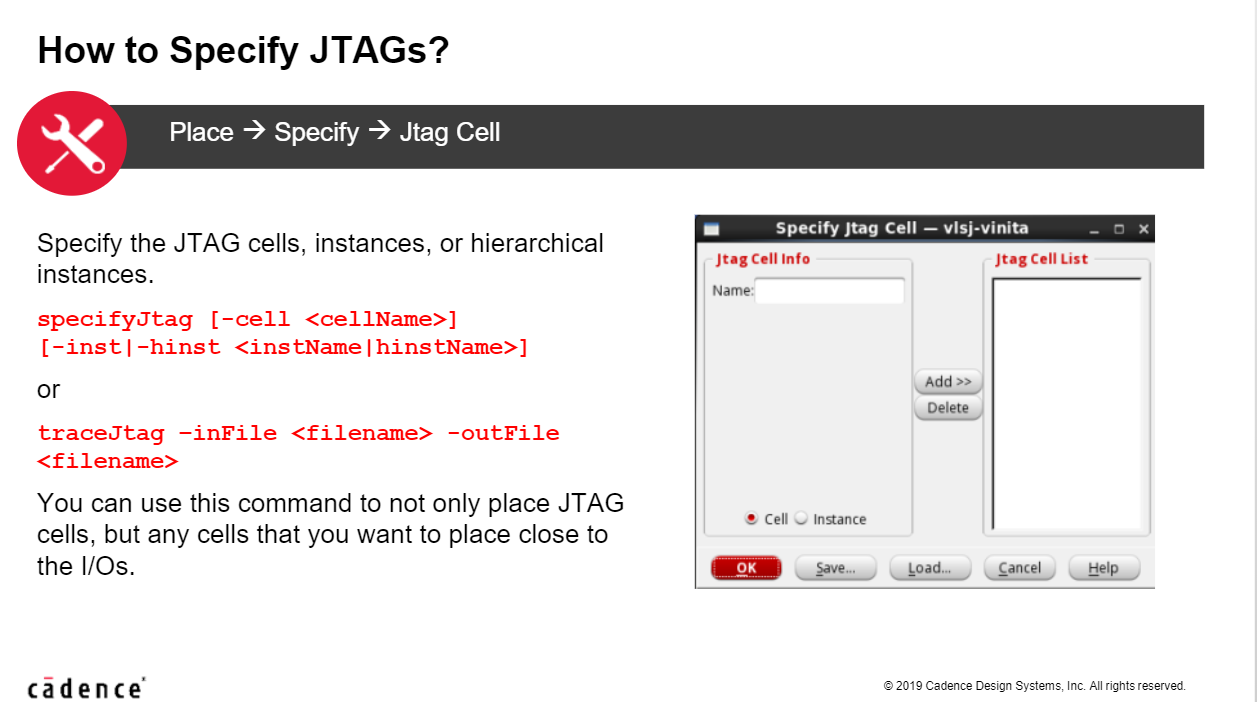 How to Specify JTAGs?
Place → Specify → Jtag Cell
Specify the JTAG cells, instances, or hierarchical
instances.
specifyJtag [-cell <cellName>]
[-inst|-hinst <instName|hinstName>]
or
traceJtag –inFile <filename> -outFile
<filename>
You can use this command to not only place JTAG
cells, but any cells that you want to place close to
the I/Os.
Specify Jtag Cell — vlsj-vinita
Jtag Cell Info
Name:
Cell Instance
Add >>
Delete
Jtag Cell List
OK Save... Load... Cancel Help
cādence
© 2019 Cadence Design Systems, Inc. All rights reserved.